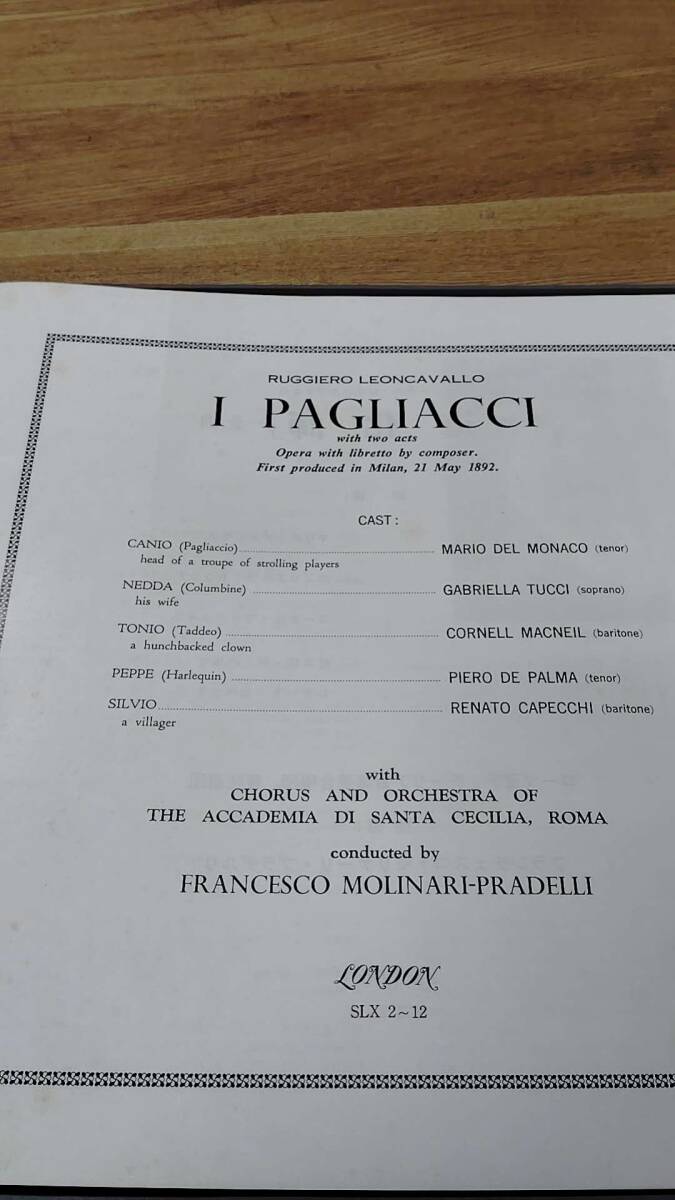 RUGGIERO LEONCAVALLO
I PAGLIACCI
with two acts
Opera with libretto by composer.
First produced in Milan, 21 May 1892.
CAST:
CANIO (Pagliaccio) MARIO DEL MONACO (tenor)
head of a troupe of strolling players
NEDDA (Columbine) GABRIELLA TUCCI (soprano)
his wife
TONIO (Taddeo) CORNELL MACNEIL (baritone)
a hunchbacked clown
PEPPE (Harlequin) PIERO DE PALMA (tenor)
SILVIO RENATO CAPECCHI (baritone)
a villager
with
CHORUS AND ORCHESTRA OF
THE ACCADEMIA DI SANTA CECILIA, ROMA
conducted by
FRANCESCO MOLINARI-PRADELLI
LONDON
SLX 2~12